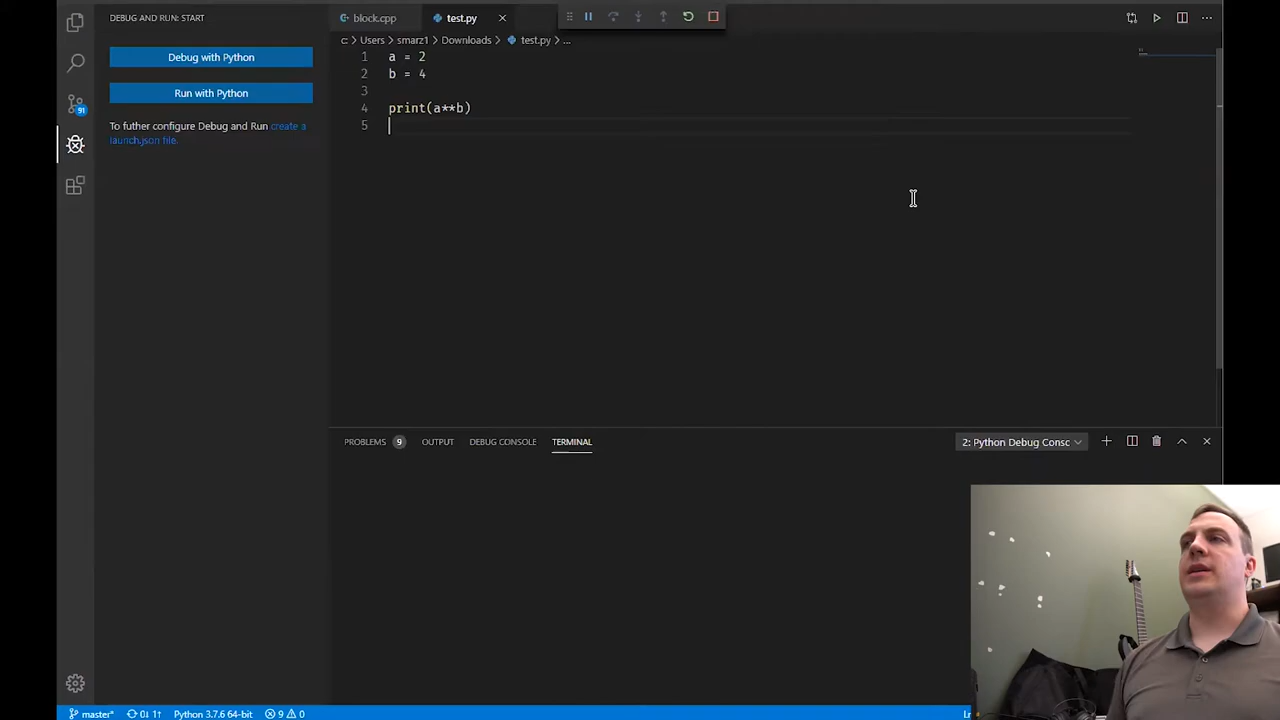 DEBUG AND RUN: START
Debug with Python
Run with Python
To futher configure Debug and Run create a
launch.json file.
91
block.cpp
test.py
c > Users > smarz1 > Downloads > test.py > ...
1 a = 2
2 b = 4
3
4 print(a**b)
5
PROBLEMS 9 OUTPUT DEBUG CONSOLE TERMINAL
2: Python Debug Consc
master* 0↓ 1↑ Python 3.7.6 64-bit 9 0